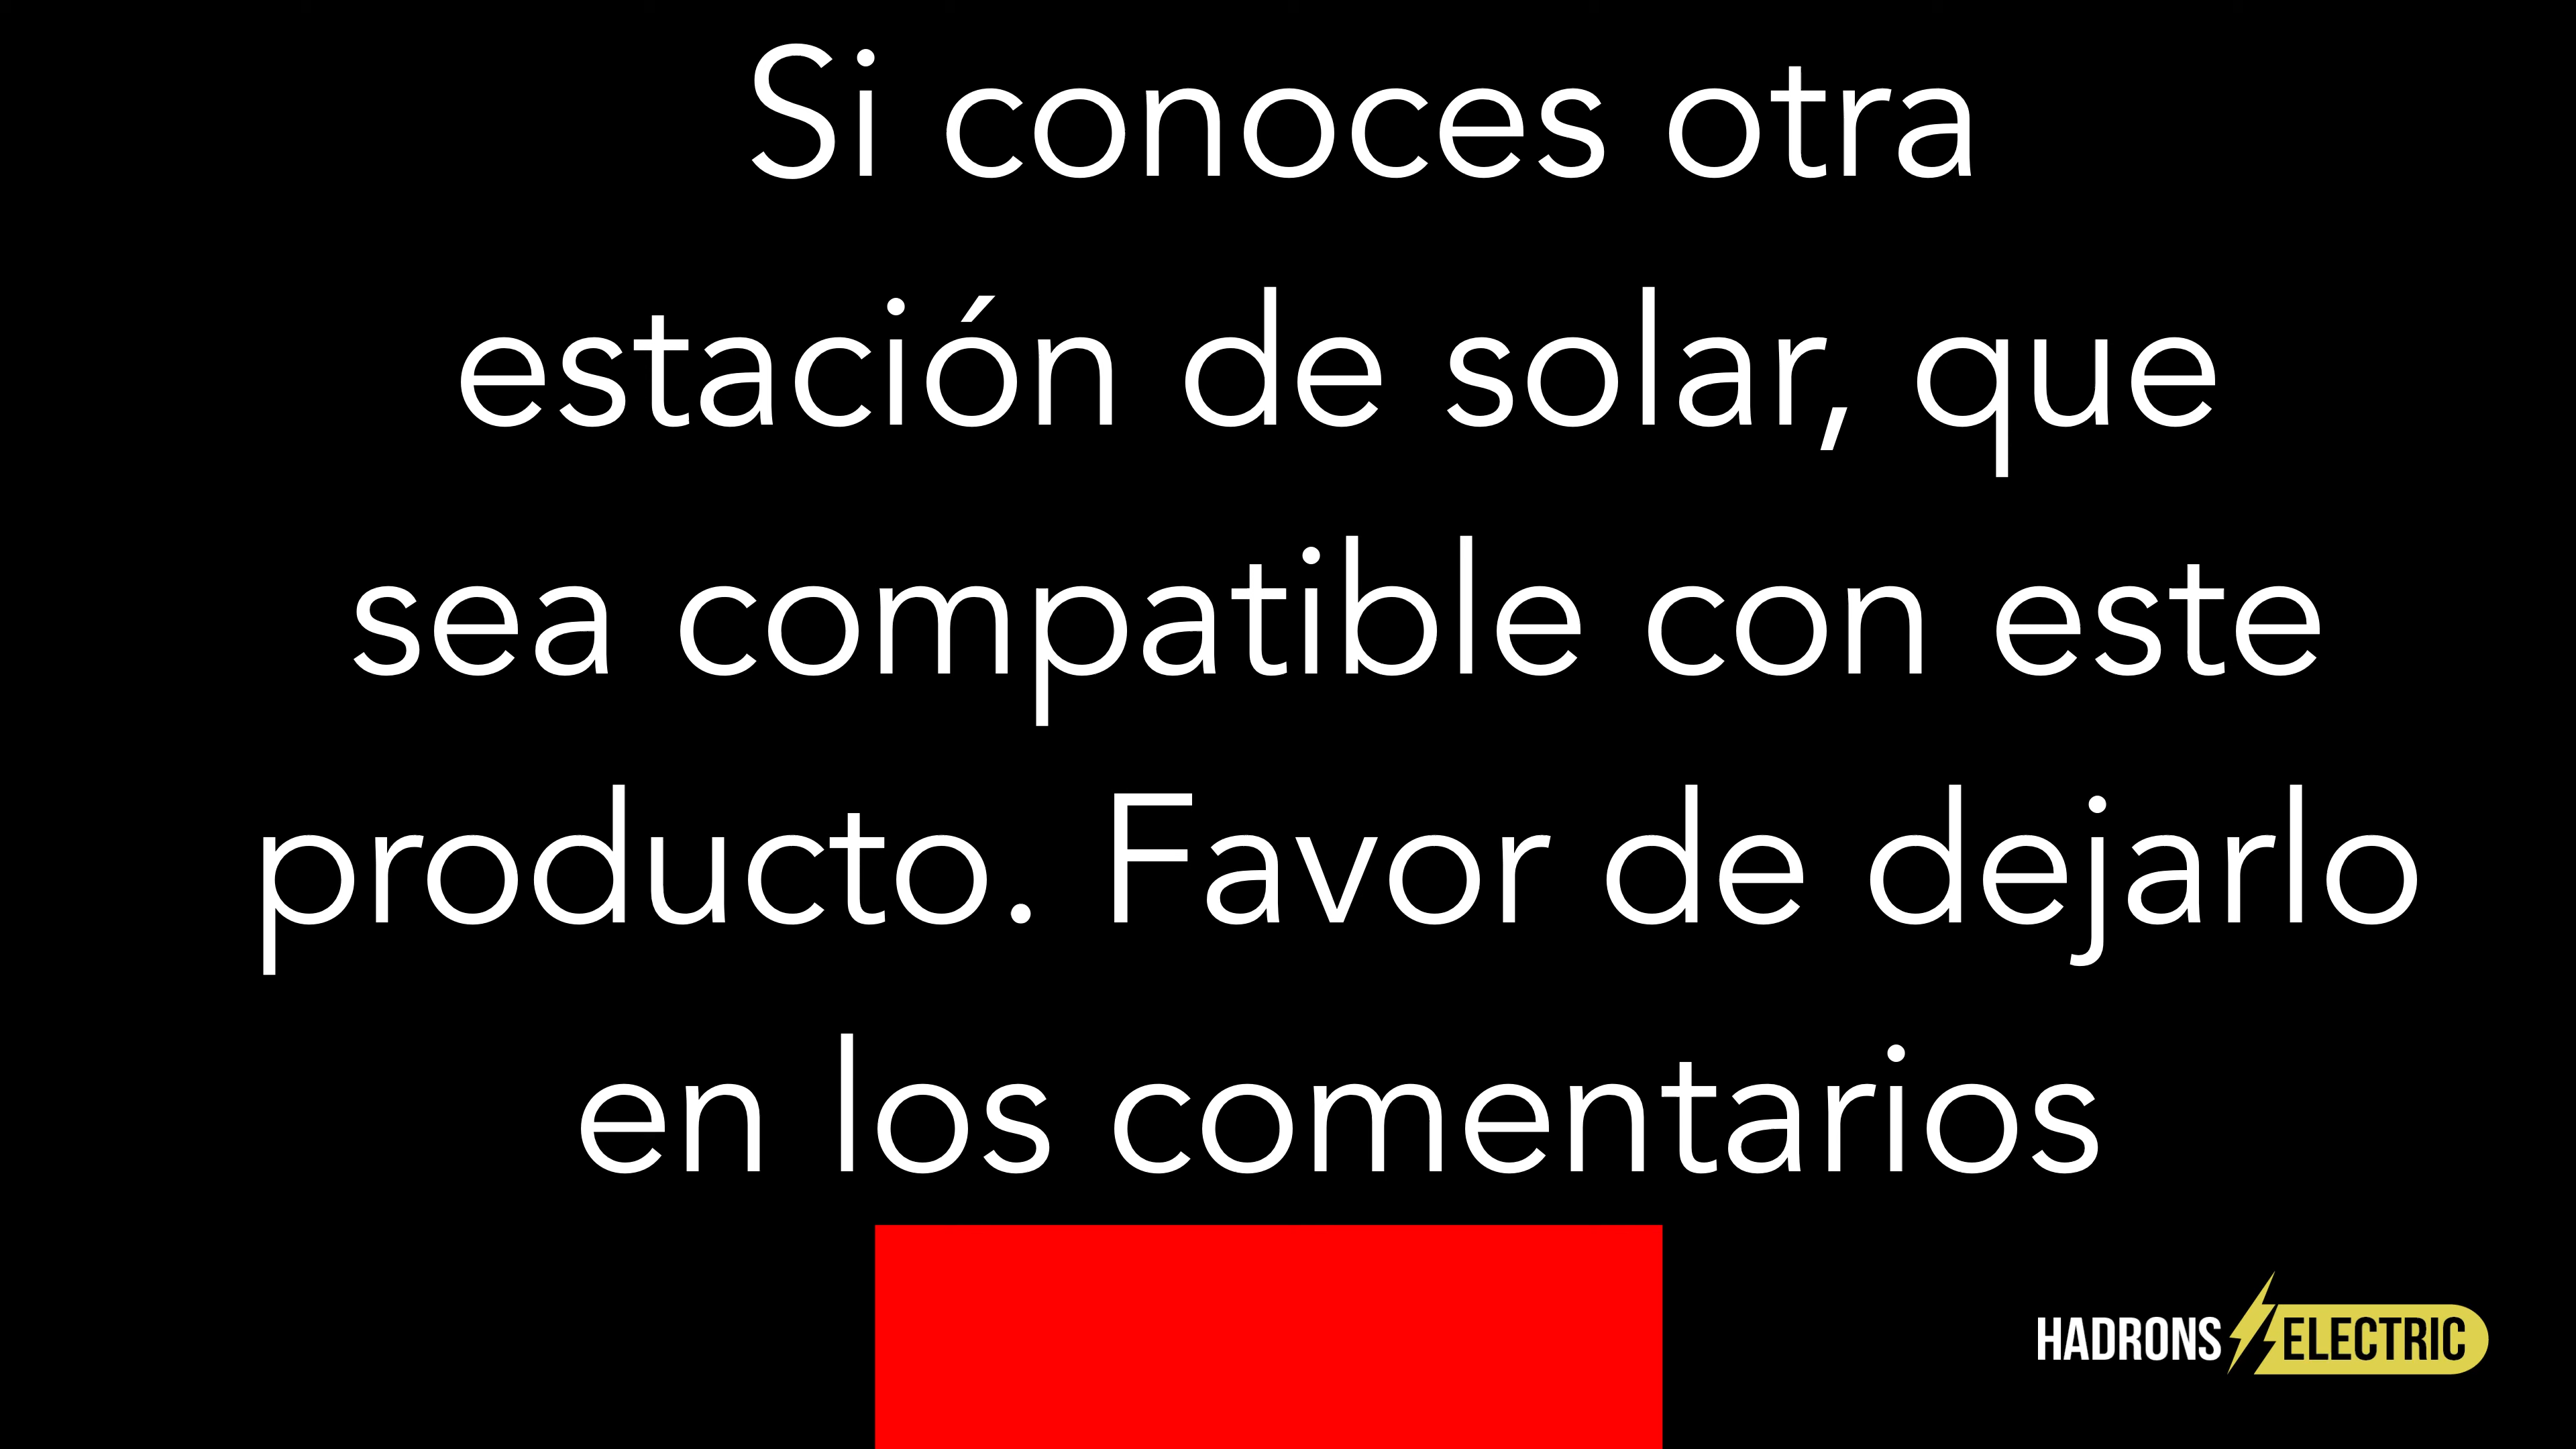 Si conoces otra
estación de solar, que
sea compatible con este
producto. Favor de dejarlo
en los comentarios
HADRONS ELECTRIC